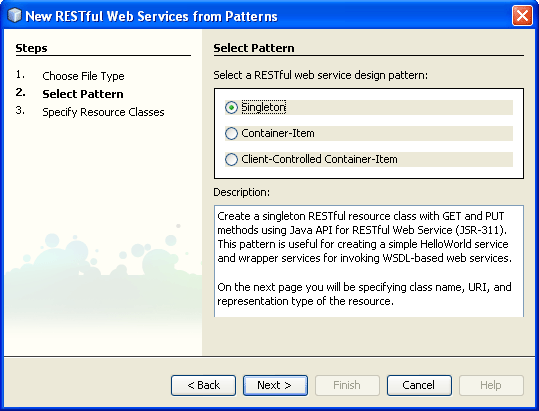 New RESTful Web Services from Patterns
Steps
1. Choose File Type
2. Select Pattern
3. Specify Resource Classes
Select Pattern
Select a RESTful web service design pattern:
Singleton
Container-Item
Client-Controlled Container-Item
Description:
Create a singleton RESTful resource class with GET and PUT
methods using Java API for RESTful Web Service (JSR-311).
This pattern is useful for creating a simple HelloWorld service
and wrapper services for invoking WSDL-based web services.
On the next page you will be specifying class name, URI, and
representation type of the resource.
< Back
Next >
Finish
Cancel
Help